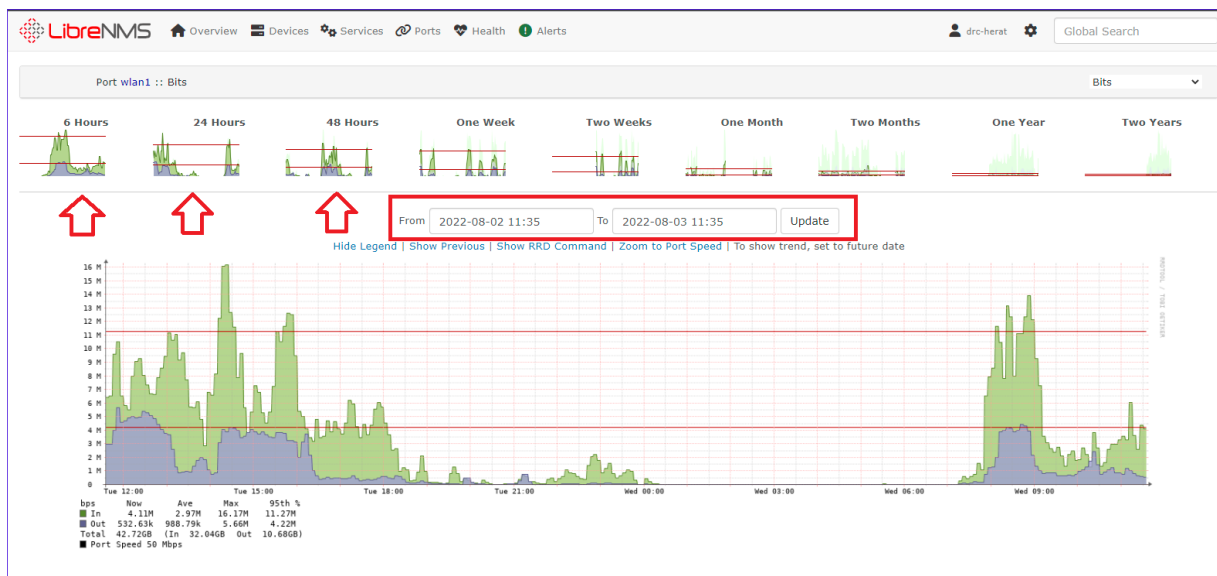 LibreNMS Overview Devices Services Ports Health Alerts drc-herat Global Search
Port wlan1 :: Bits Bits
6 Hours 24 Hours 48 Hours One Week Two Weeks One Month Two Months One Year Two Years
From 2022-08-02 11:35 To 2022-08-03 11:35 Update
Hide Legend | Show Previous | Show RRD Command | Zoom to Port Speed | To show trend, set to future date
16 M
15 M
14 M
13 M
12 M
11 M
10 M
9 M
8 M
7 M
6 M
5 M
4 M
3 M
2 M
1 M
0
RRDTOOL / TOBI OETIKER
Tue 12:00 Tue 15:00 Tue 18:00 Tue 21:00 Wed 00:00 Wed 03:00 Wed 06:00 Wed 09:00
bps Now Ave Max 95th %
In 4.11M 2.97M 16.17M 11.27M
Out 532.63k 988.79k 5.66M 4.22M
Total 42.72GB (In 32.04GB Out 10.68GB)
Port Speed 50 Mbps